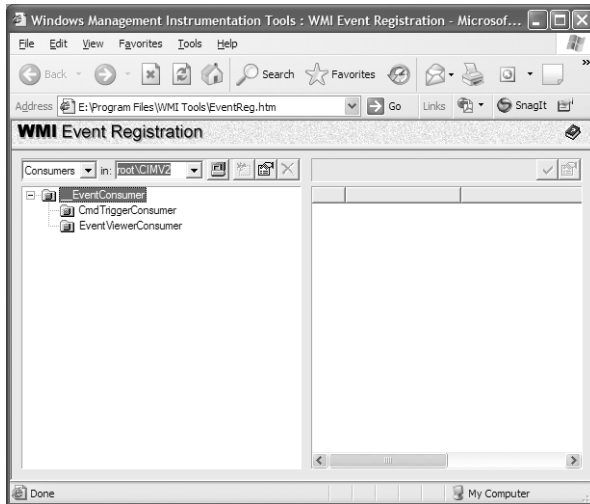 Windows Management Instrumentation Tools : WMI Event Registration - Microsof...
File Edit View Favorites Tools Help
Back Search Favorites »
Address E:\Program Files\WMI Tools\EventReg.htm Go Links SnagIt
WMI Event Registration
Consumers in: root\CIMV2
__EventConsumer
CmdTriggerConsumer
EventViewerConsumer
Done My Computer